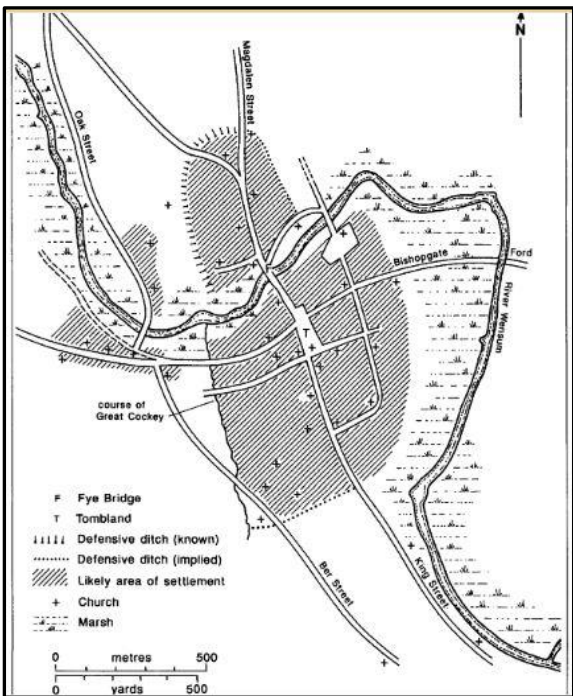 N
Magdalen Street
Oak Street
Bishopgate
Ford
River Wensum
T
course of
Great Cockey
F Fye Bridge
T Tombland
Defensive ditch (known)
Defensive ditch (implied)
Likely area of settlement
Church
Marsh
Ber Street
King Street
0 metres 500
0 yards 500